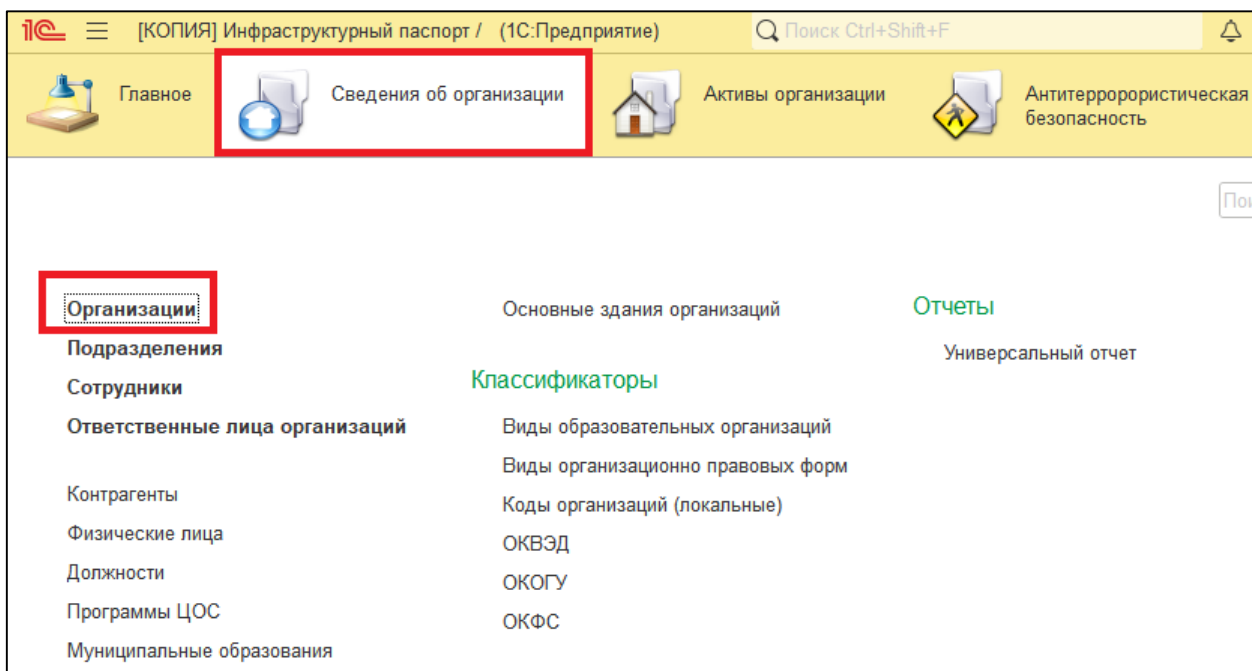 1С [КОПИЯ] Инфраструктурный паспорт / (1С:Предприятие) Поиск Ctrl+Shift+F
Главное Сведения об организации Активы организации Антитерророристическая
безопасность
Пои
Организации Основные здания организаций Отчеты
Подразделения Универсальный отчет
Сотрудники Классификаторы
Ответственные лица организаций Виды образовательных организаций
Виды организационно правовых форм
Контрагенты Коды организаций (локальные)
Физические лица ОКВЭД
Должности ОКОГУ
Программы ЦОС ОКФС
Муниципальные образования